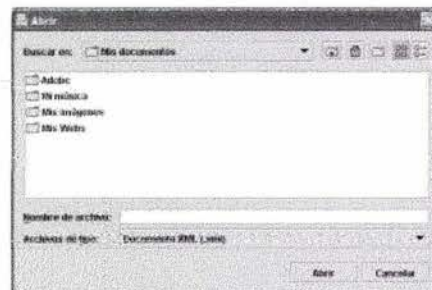 Abrir
Buscar en: Mis documentos
Adobe
Mi música
Mis imágenes
Mis Webs
Nombre de archivo:
Archivos de tipo: Documento XML (.xml)
Abrir Cancelar